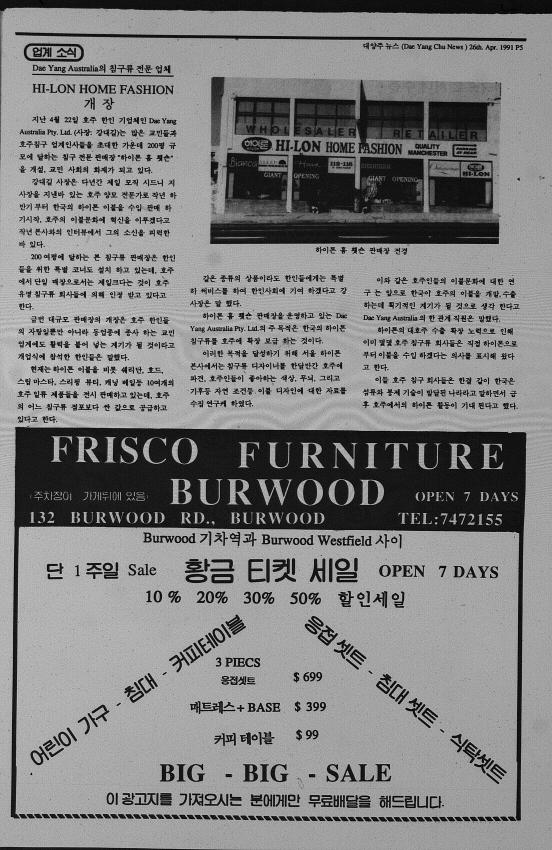 대양주 뉴스 (Dae Yang Chu News ) 26th. Apr. 1991 P5
업계 소식
Dae Yang Australia의 침구류 전문 업체
HI-LON HOME FASHION
개 장
지난 4월 22일 호주 한인 기업체인 Dae Yang
Australia Pty. Ltd. (사장: 강대길)는 많은 교민들과
호주침구 업계인사들을 초대한 가운데 200평 규
모에 달하는 침구 전문 판매장 "하이론 홈 훼숀"
을 개설, 교민 사회의 화제가 되고 있다.
강대길 사장은 다년간 제일 모직 시드니 지
사장을 지낸바 있는 호주 양모 전문가로 작년 하
반기부터 한국의 하이론 이불을 수입 판매 하
기시작, 호주의 이불문화에 혁신을 이루겠다고
작년 본사와의 인터뷰에서 그의 소신을 피력한
바 있다.
200 여평에 달하는 본 침구류 판매장은 한인
들을 위한 특별 코너도 설치 하고 있는데, 호주
에서 단일 매장으로서는 제일크다는 것이 호주
유명 침구류 회사들에 의해 인정 받고 있다고
한다.
금번 대규모 판매장의 개장은 호주 한인들
의 자랑일뿐만 아니라 동업종에 종사 하는 교민
업계에도 활력을 불어 넣는 계기가 될 것이라고
개업식에 참석한 한인들은 말했다.
현재는 하이론 이불을 비롯 쉐리단, 호드,
스립 마스타, 스리핑 뷰티, 캐냥 베일등 10여개의
호주 일류 제품들을 전시 판매하고 있는데, 호주
의 어느 침구류 점포보다 싼 값으로 공급하고
있다고 한다.
WHOLESALER RETAILER
HI-LON HOME FASHION
QUALITY
MANCHESTER
GIANT OPENING
GIANT OPENING
HI-LON
하이론 홈 훼숀 판매장 전경
같은 종류의 상품이라도 한인들에게는 특별
히 써비스를 하여 한인사회에 기여 하겠다고 강
사장은 말 했다.
하이론 홈 훼숀 판매장을 운영하고 있는 Dae
Yang Australia Pty. Ltd.의 주 목적은 한국의 하이론
침구류를 호주에 확장 보급 하는 것이다.
이러한 목적을 달성하기 위해 서울 하이론
본사에서는 침구류 디자이너를 한달간간 호주에
파견, 호주인들이 좋아하는 색상, 무늬, 그리고
기후등 자연 조건등 이불 디자인에 대한 자료를
수집 연구케 하였다.
이와 같은 호주인들의 이불문화에 대한 연
구 는 앞으로 한국이 호주의 이불을 개발, 수출
하는데 획기적인 계기가 될 것으로 생각 한다고
Dae Yang Australia 의 한 관계 직원은 말했다.
하이론의 대호주 수출 확장 노력으로 인해
이미 몇몇 호주 침구류 회사들은 직접 하이론으로
부터 이불을 수입 하겠다는 의사를 표시해 왔다
고 한다.
이들 호주 침구 회사들은 한결 같이 한국은
섬유와 봉제 기술이 발달된 나라라고 말하면서 금
후 호주에서의 하이론 활동이 기대 된다고 했다.
FRISCO FURNITURE
(주차장이 가게뒤에 있음) BURWOOD OPEN 7 DAYS
132 BURWOOD RD., BURWOOD TEL:7472155
Burwood 기차역과 Burwood Westfield 사이
단 1 주일 Sale 황금 티켓 세일 OPEN 7 DAYS
10 % 20% 30% 50% 할인세일
어린이 가구 - 침대 - 커피테이블
응접 셋트 - 침대 셋트 - 식탁셋트
3 PIECS
응접셋트 $ 699
매트레스+ BASE $ 399
커피 테이블 $ 99
BIG - BIG - SALE
이 광고지를 가져오시는 분에게만 무료배달을 해드립니다.